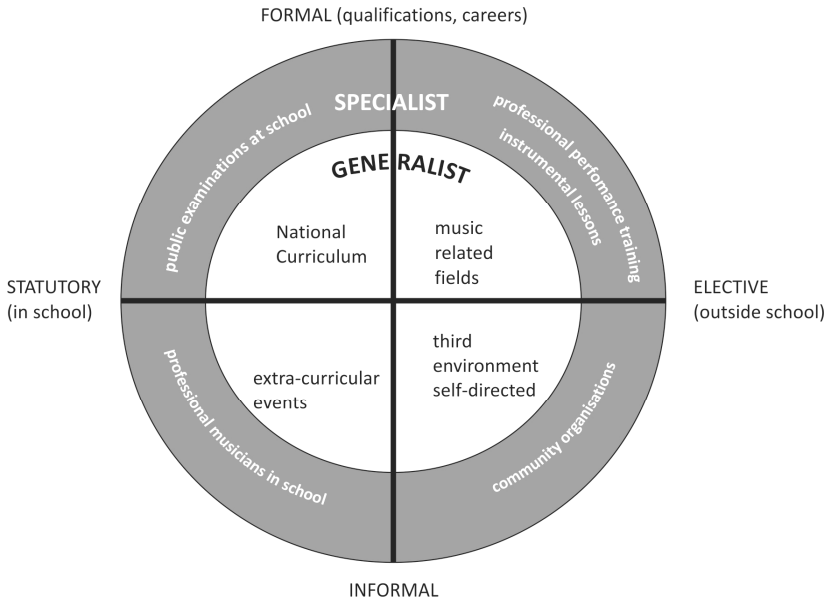 FORMAL (qualifications, careers)
SPECIALIST
GENERALIST
public examinations at school
professional perfomance training
instrumental lessons
National
Curriculum
music
related
fields
STATUTORY
(in school)
ELECTIVE
(outside school)
extra-curricular
events
third
environment
self-directed
professional musicians in school
community organisations
INFORMAL